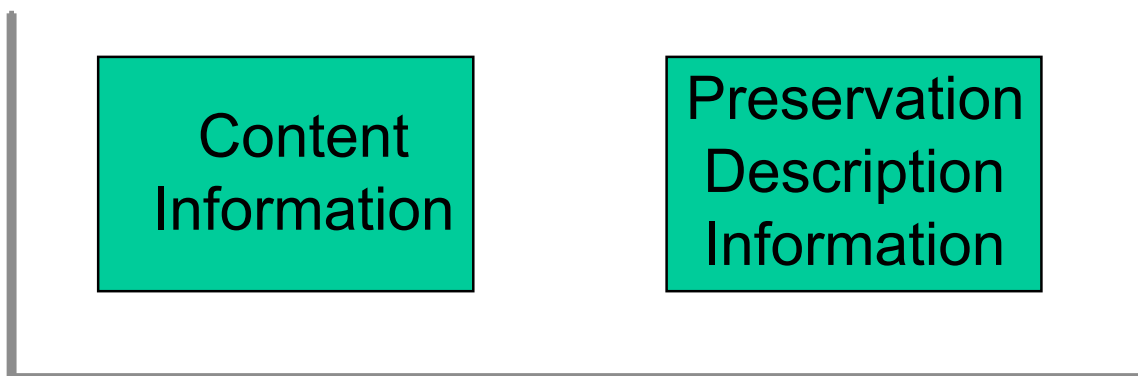 Content
Information
Preservation
Description
Information